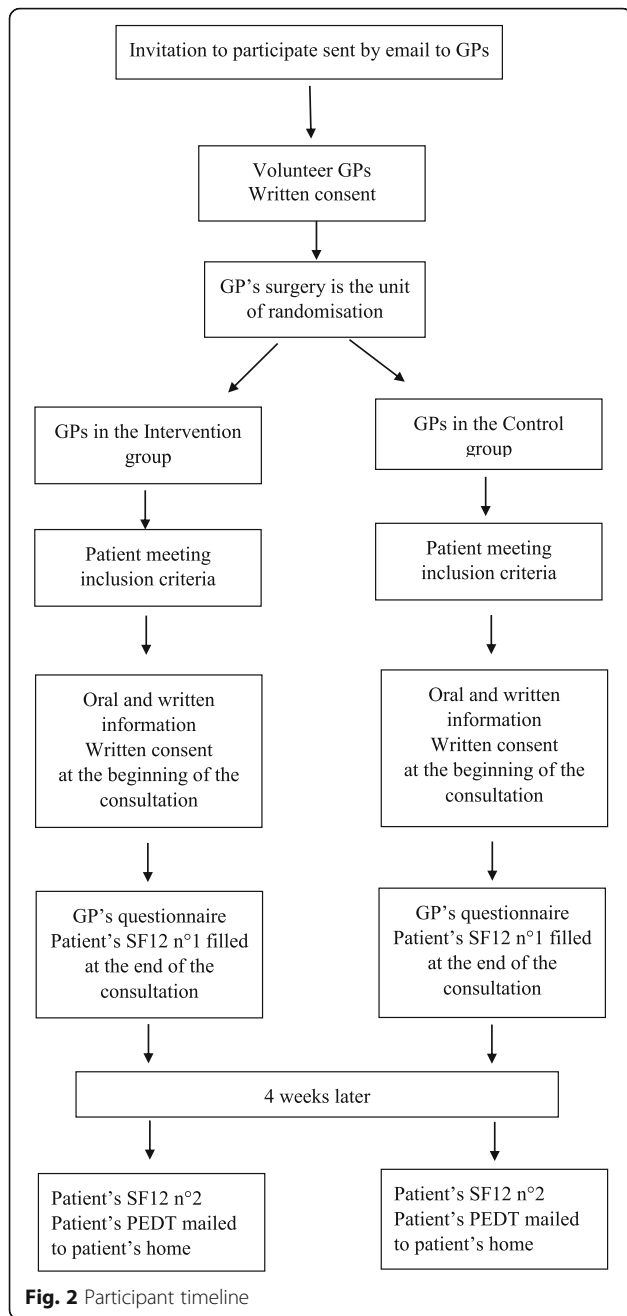 Invitation to participate sent by email to GPs
Volunteer GPs
Written consent
GP's surgery is the unit
of randomisation
GPs in the Intervention
group
GPs in the Control
group
Patient meeting
inclusion criteria
Patient meeting
inclusion criteria
Oral and written
information
Written consent
at the beginning of the
consultation
Oral and written
information
Written consent
at the beginning of the
consultation
GP's questionnaire
Patient's SF12 n°1 filled
at the end of the
consultation
GP's questionnaire
Patient's SF12 n°1 filled
at the end of the
consultation
4 weeks later
Patient's SF12 n°2
Patient's PEDT mailed
to patient's home
Patient's SF12 n°2
Patient's PEDT mailed
to patient's home
Fig. 2 Participant timeline